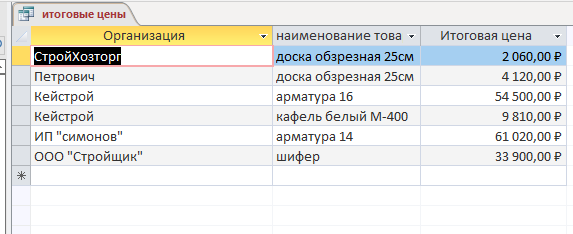 итоговые цены
Организация наименование това Итоговая цена
СтройХозторг доска обзрезная 25см 2 060,00 ₽
Петрович доска обзрезная 25см 4 120,00 ₽
Кейстрой арматура 16 54 500,00 ₽
Кейстрой кафель белый М-400 9 810,00 ₽
ИП "симонов" арматура 14 61 020,00 ₽
ООО "Стройщик" шифер 33 900,00 ₽